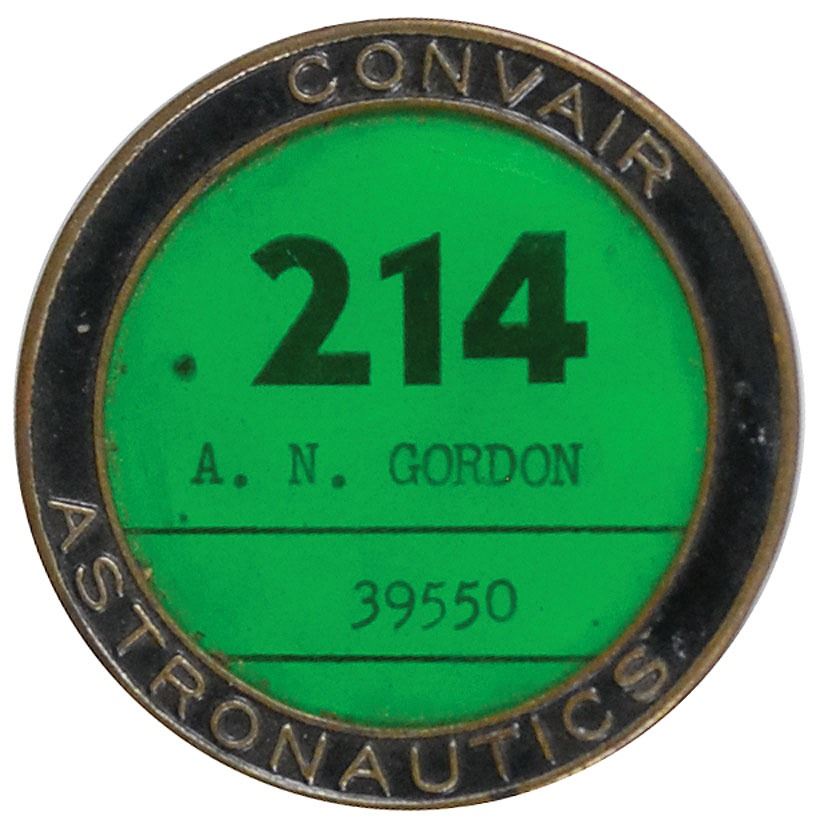 CONVAIR
214
A. N. GORDON
39550
ASTRONAUTICS